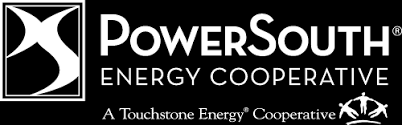 POWERSOUTH®
ENERGY COOPERATIVE
A Touchstone Energy® Cooperative